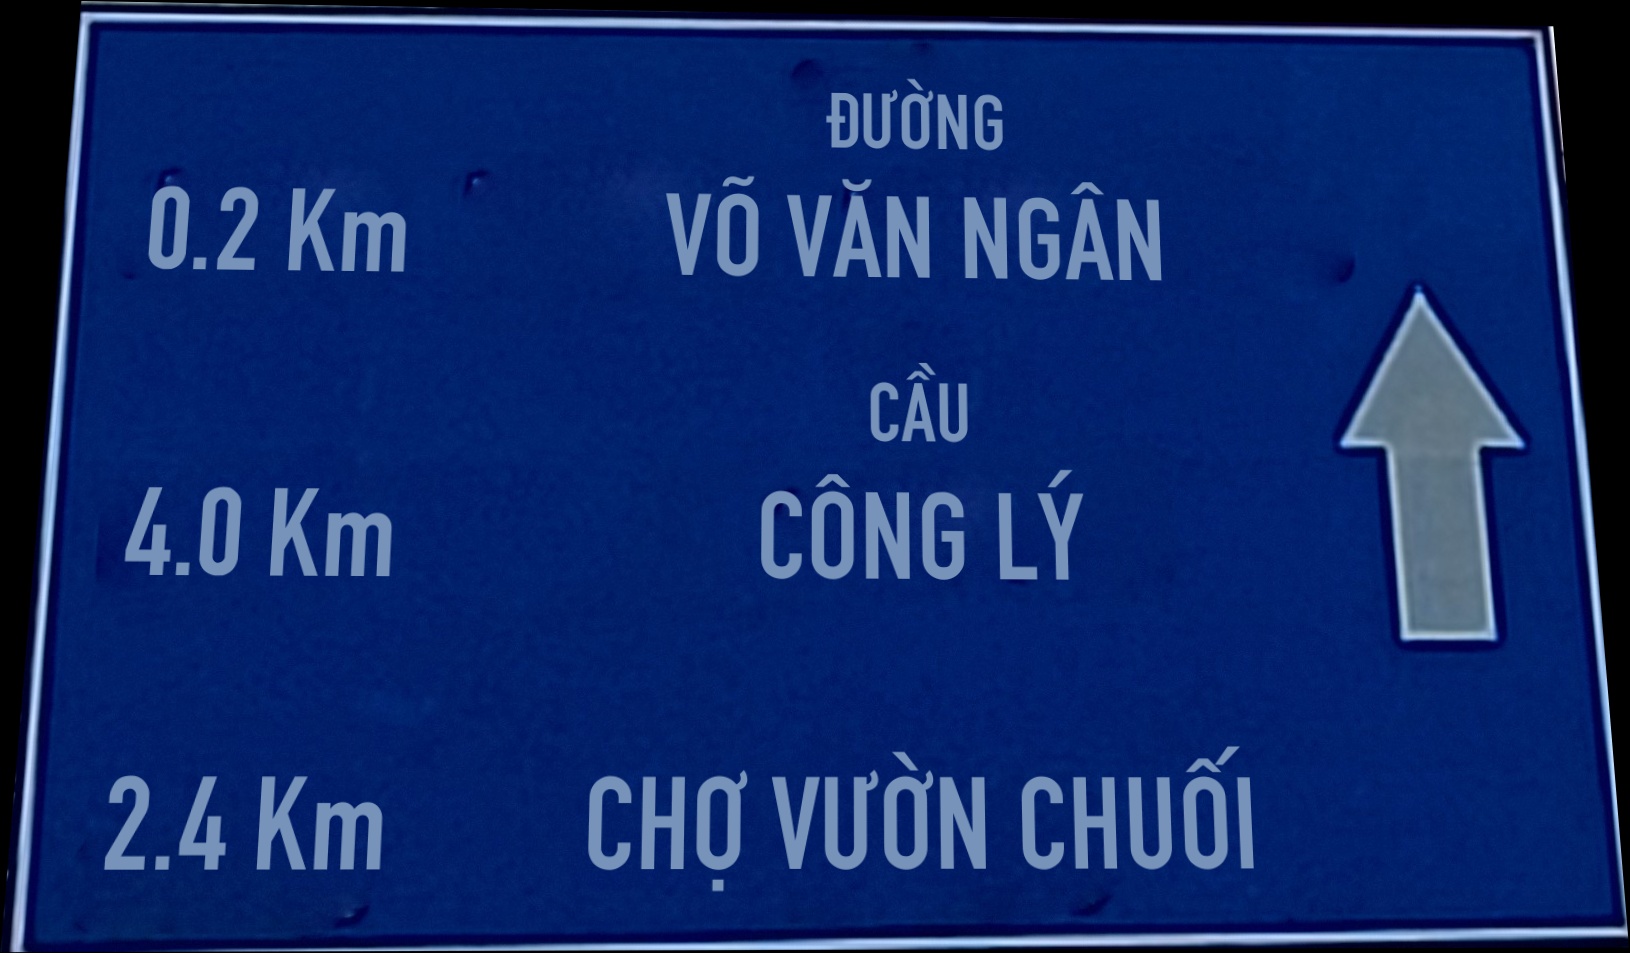 ĐƯỜNG
0.2 Km VÕ VĂN NGÂN
CẦU
4.0 Km CÔNG LÝ
2.4 Km CHỢ VƯỜN CHUỐI